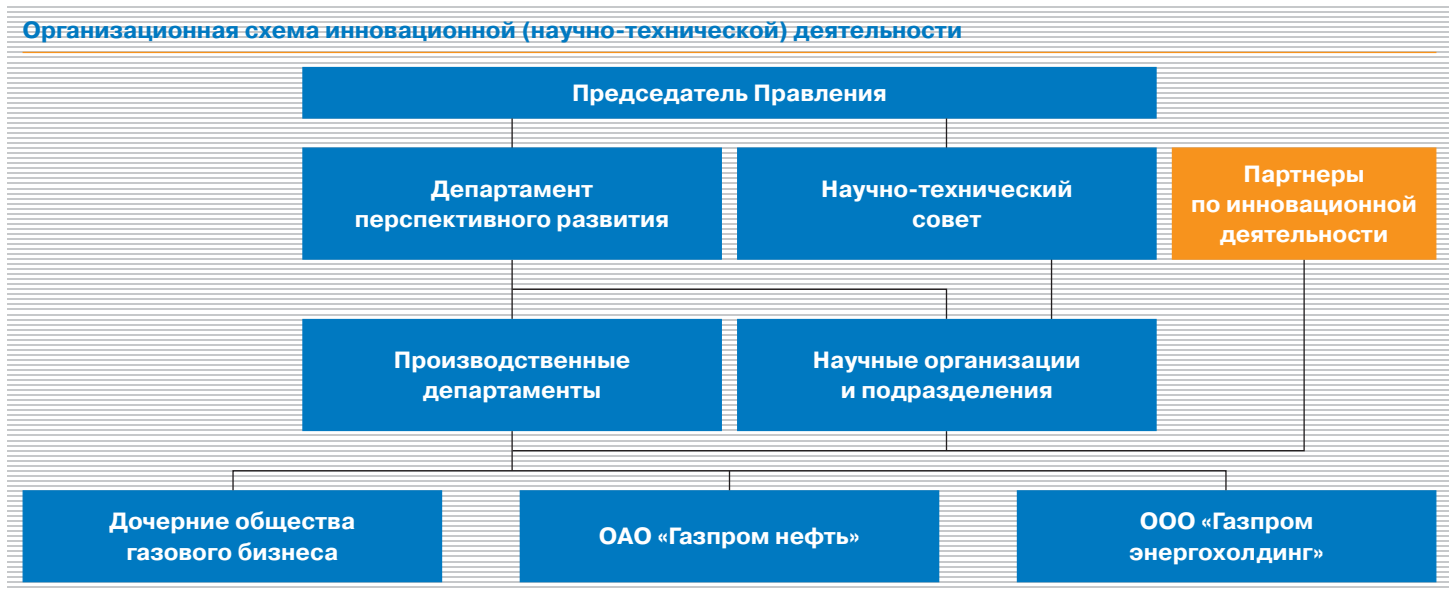 Организационная схема инновационной (научно-технической) деятельности
Председатель Правления
Департамент
перспективного развития
Научно-технический
совет
Партнеры
по инновационной
деятельности
Производственные
департаменты
Научные организации
и подразделения
Дочерние общества
газового бизнеса
ОАО «Газпром нефть»
ООО «Газпром
энергохолдинг»